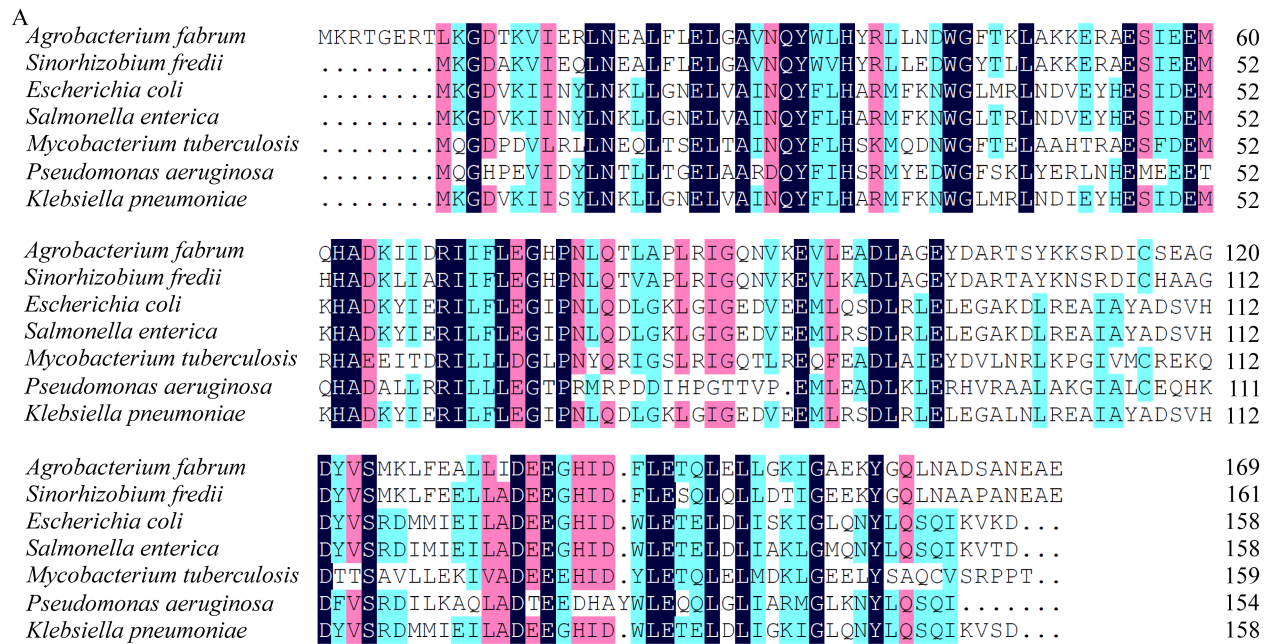 A
Agrobacterium fabrum MKRTGERTLKGDTKVIERLNEALFLELGAVNQYWLHYRLLNDWGFTKLAKKERAESIEEM 60
Sinorhizobium fredii ........MKGDAKVIEQLNEALFLELGAVNQYWVHYRLLEDWGYTLLAKKERAESIEEM 52
Escherichia coli ........MKGDVKIINYLNKLLGNELVAINQYFLHARMFKNWGLMRLNDVEYHESIDEM 52
Salmonella enterica ........MKGDVKIINYLNKLLGNELVAINQYFLHARMFKNWGLTRLNDVEYHESIDEM 52
Mycobacterium tuberculosis ........MQGDPDVLRLLNEQLTSELTAINQYFLHSKMQDNWGFTELAAHTRAESFDEM 52
Pseudomonas aeruginosa ........MQGHPEVIDYLNTLLTGELAARDQYFIHSRMYEDWGFSKLYERLNHEMEEET 52
Klebsiella pneumoniae ........MKGDVKIISYLNKLLGNELVAINQYFLHARMFKNWGLMRLNDIEYHESIDEM 52
Agrobacterium fabrum QHADKIIDRIIFLEGHPNLQTLAPLRIGQNVKEVLEADLAGEYDARTSYKKSRDICSEAG 120
Sinorhizobium fredii HHADKLIARIIFLEGHPNLQTVAPLRIGQNVKEVLKADLAGEYDARTAYKNSRDICHAAG 112
Escherichia coli KHADKYIERILFLEGIPNLQDLGKLGIGEDVEEMLQSDLRLELEGAKDLREAIAYADSVH 112
Salmonella enterica KHADKYIERILFLEGIPNLQDLGKLGIGEDVEEMLRSDLRLELEGAKDLREAIAYADSVH 112
Mycobacterium tuberculosis RHAEEITDRILLLDGLPNYQRIGSLRIGQTLREQFEADLAIEYDVLNRLKPGIVMCREKQ 112
Pseudomonas aeruginosa QHADALLRRILLLEGTPRMRPDDIHPGTTVP.EMLEADLKLERHVRAALAKGIALCEQHK 111
Klebsiella pneumoniae KHADKYIERILFLEGIPNLQDLGKLGIGEDVEEMLRSDLRLELEGALNLREAIAYADSVH 112
Agrobacterium fabrum DYVSMKLFEALLIDEEGHID.FLETQLELLGKIGAEKYGQLNADSANEAE 169
Sinorhizobium fredii DYVSMKLFEELLADEEGHID.FLESQLQLLDTIGEEKYGQLNAAPANEAE 161
Escherichia coli DYVSRDMMIEILADEEGHID.WLETELDLISKIGLQNYLQSQIKVKD... 158
Salmonella enterica DYVSRDIMIEILADEEGHID.WLETELDLIAKLGMQNYLQSQIKVTD... 158
Mycobacterium tuberculosis DTTSAVLLEKIVADEEEHID.YLETQLELMDKLGEELYSAQCVSRPPT.. 159
Pseudomonas aeruginosa DFVSRDILKAQLADTEEDHAYWLEQQLGLIARMGLKNYLQSQI....... 154
Klebsiella pneumoniae DYVSRDMMIEILADEEGHID.WLETELDLIGKIGLQNYLQSQIKVSD... 158